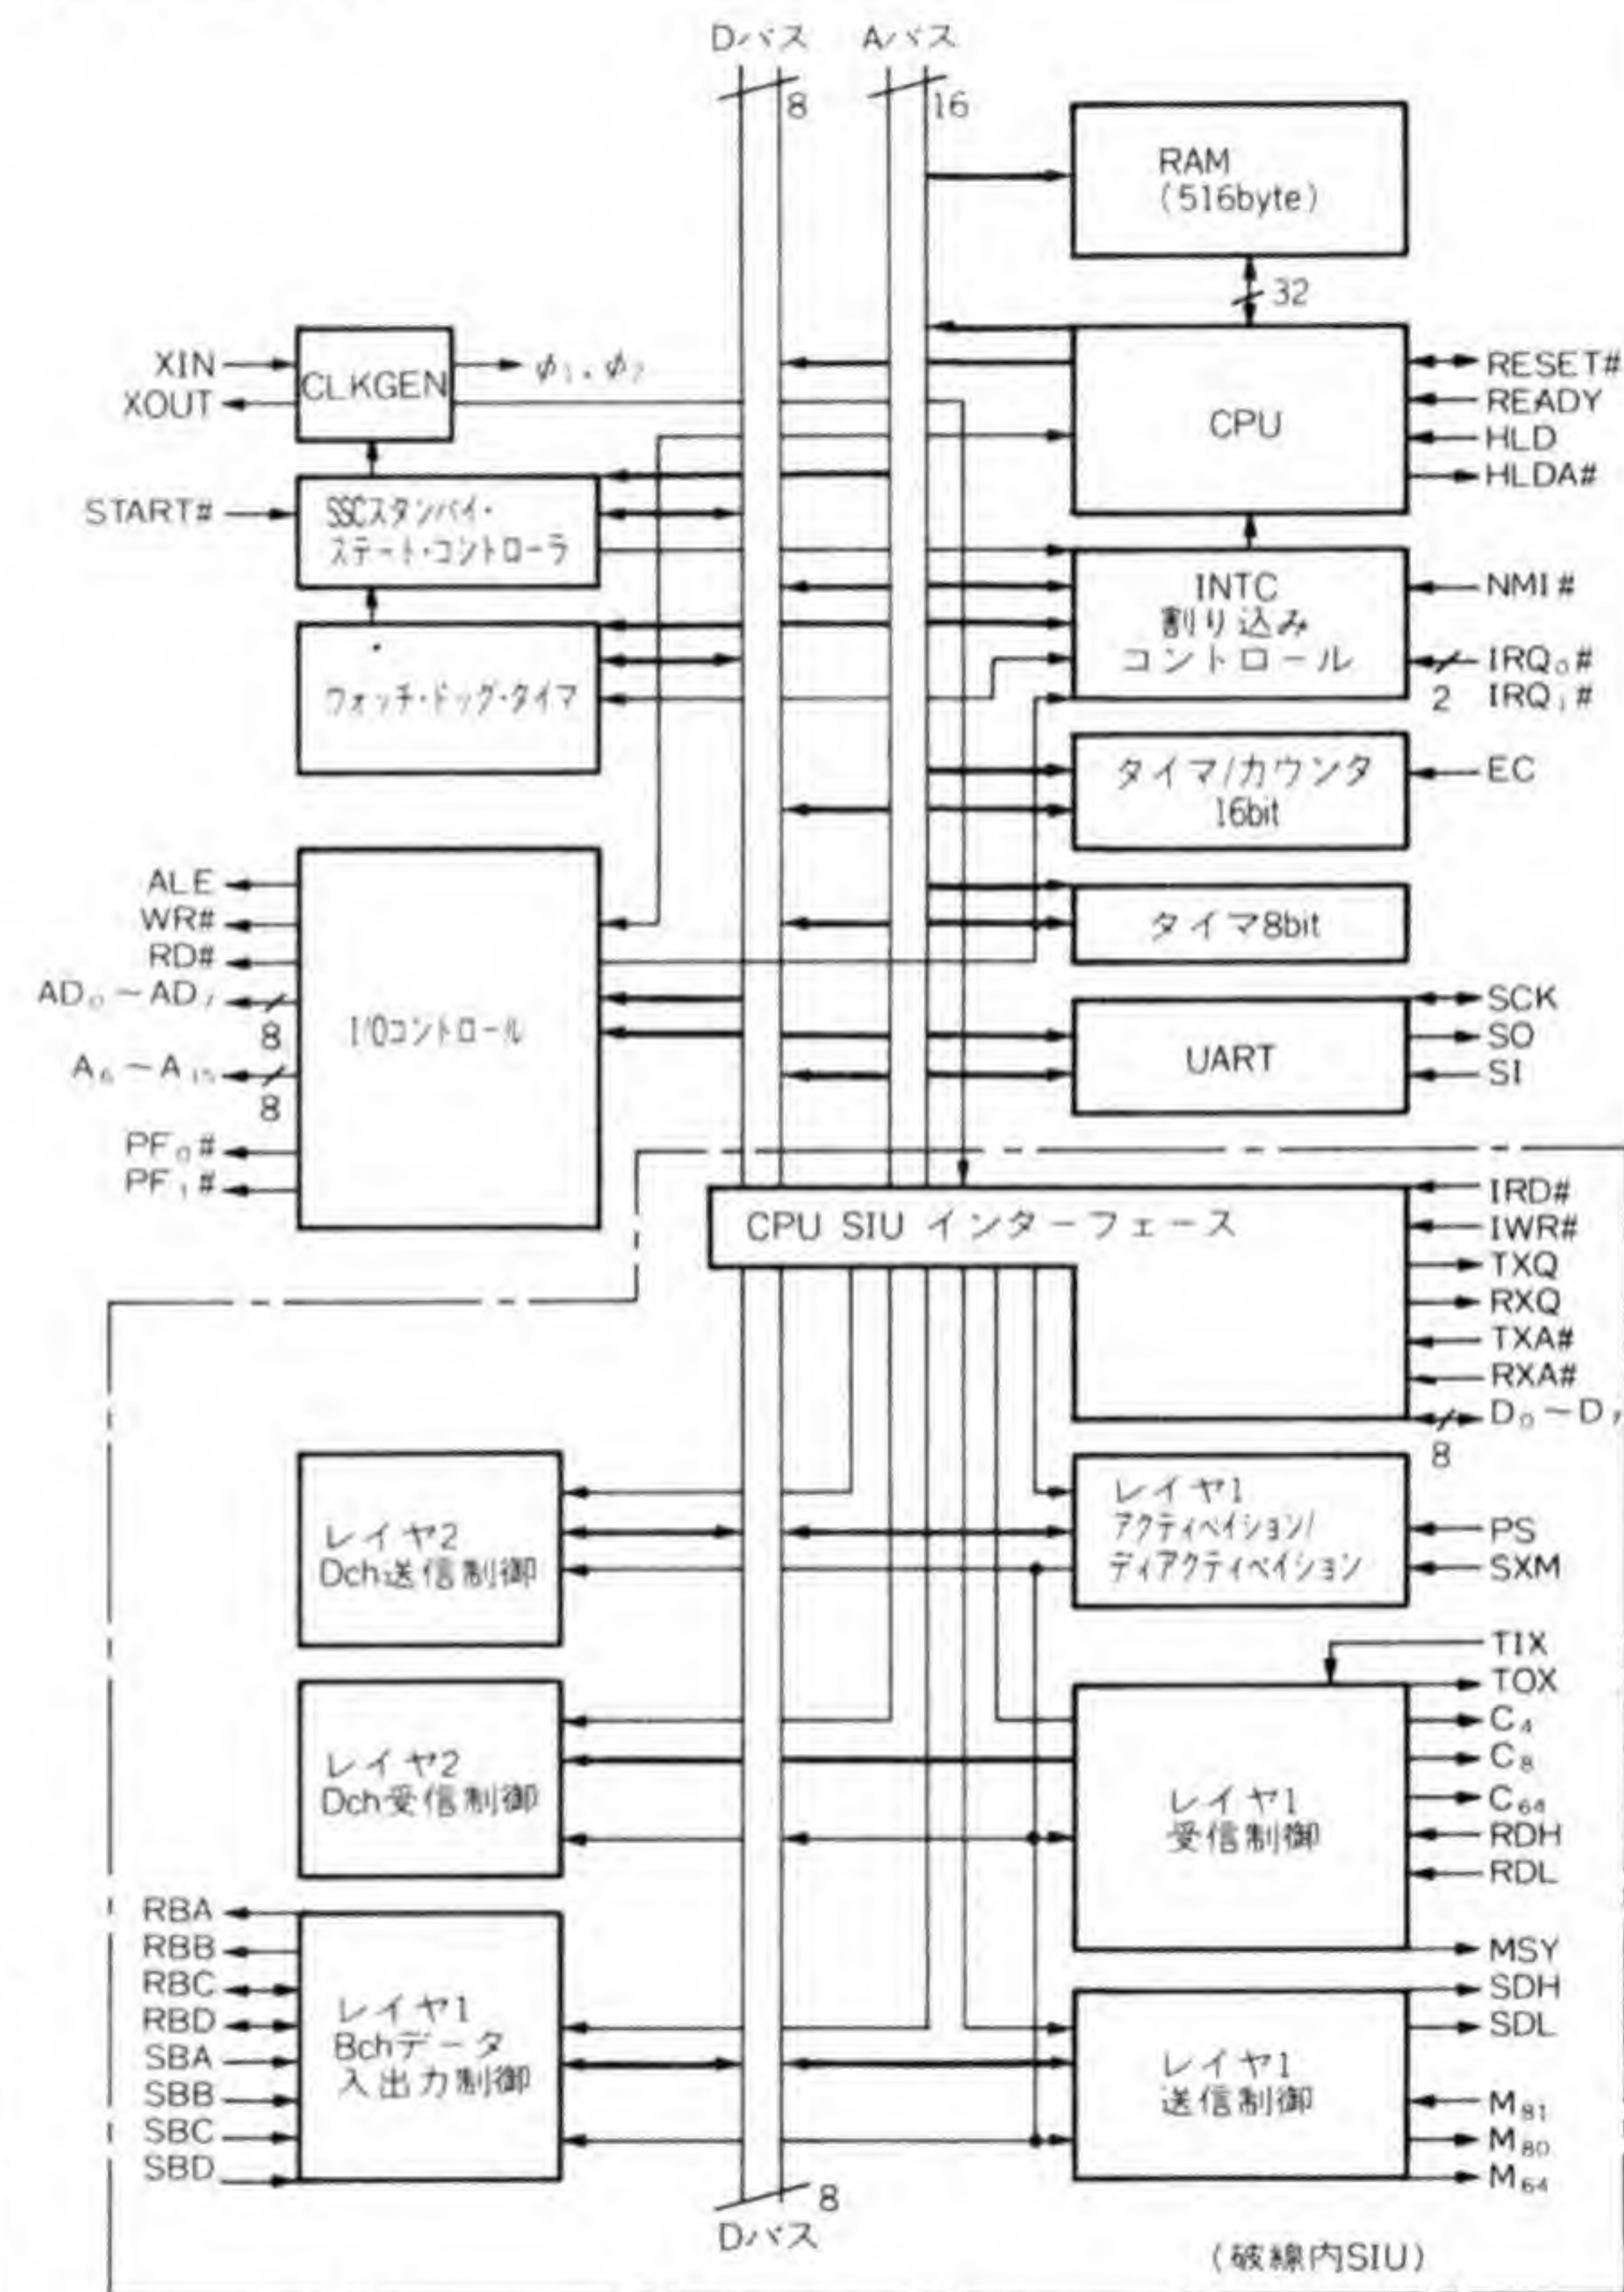 Dバス
Aバス
8
16
RAM
(516byte)
32
XIN
XOUT
CLKGEN
φ₁、φ₂
CPU
RESET#
READY
HLD
HLDA#
START#
SSCスタンバイ・
ステート・コントローラ
INTC
割り込み
コントロール
NMI#
IRQ₀#
2
IRQ₁#
ウォッチ・ドッグ・タイマ
タイマ/カウンタ
16bit
EC
ALE
WR#
RD#
AD₀〜AD₇
8
A₆〜A₁₅
8
PF₀#
PF₁#
I/Oコントロール
タイマ8bit
UART
SCK
SO
SI
CPU SIU インターフェース
IRD#
IWR#
TXQ
RXQ
TXA#
RXA#
D₀〜D₇
8
レイヤ2
Dch送信制御
レイヤ1
アクティベイション/
ディアクティベイション
PS
SXM
TIX
TOX
C₄
C₈
C₆₄
RDH
RDL
MSY
レイヤ2
Dch受信制御
レイヤ1
受信制御
RBA
RBB
RBC
RBD
SBA
SBB
SBC
SBD
レイヤ1
Bchデータ
入出力制御
レイヤ1
送信制御
SDH
SDL
M₈₁
M₈₀
M₆₄
8
Dバス
(破線内SIU)